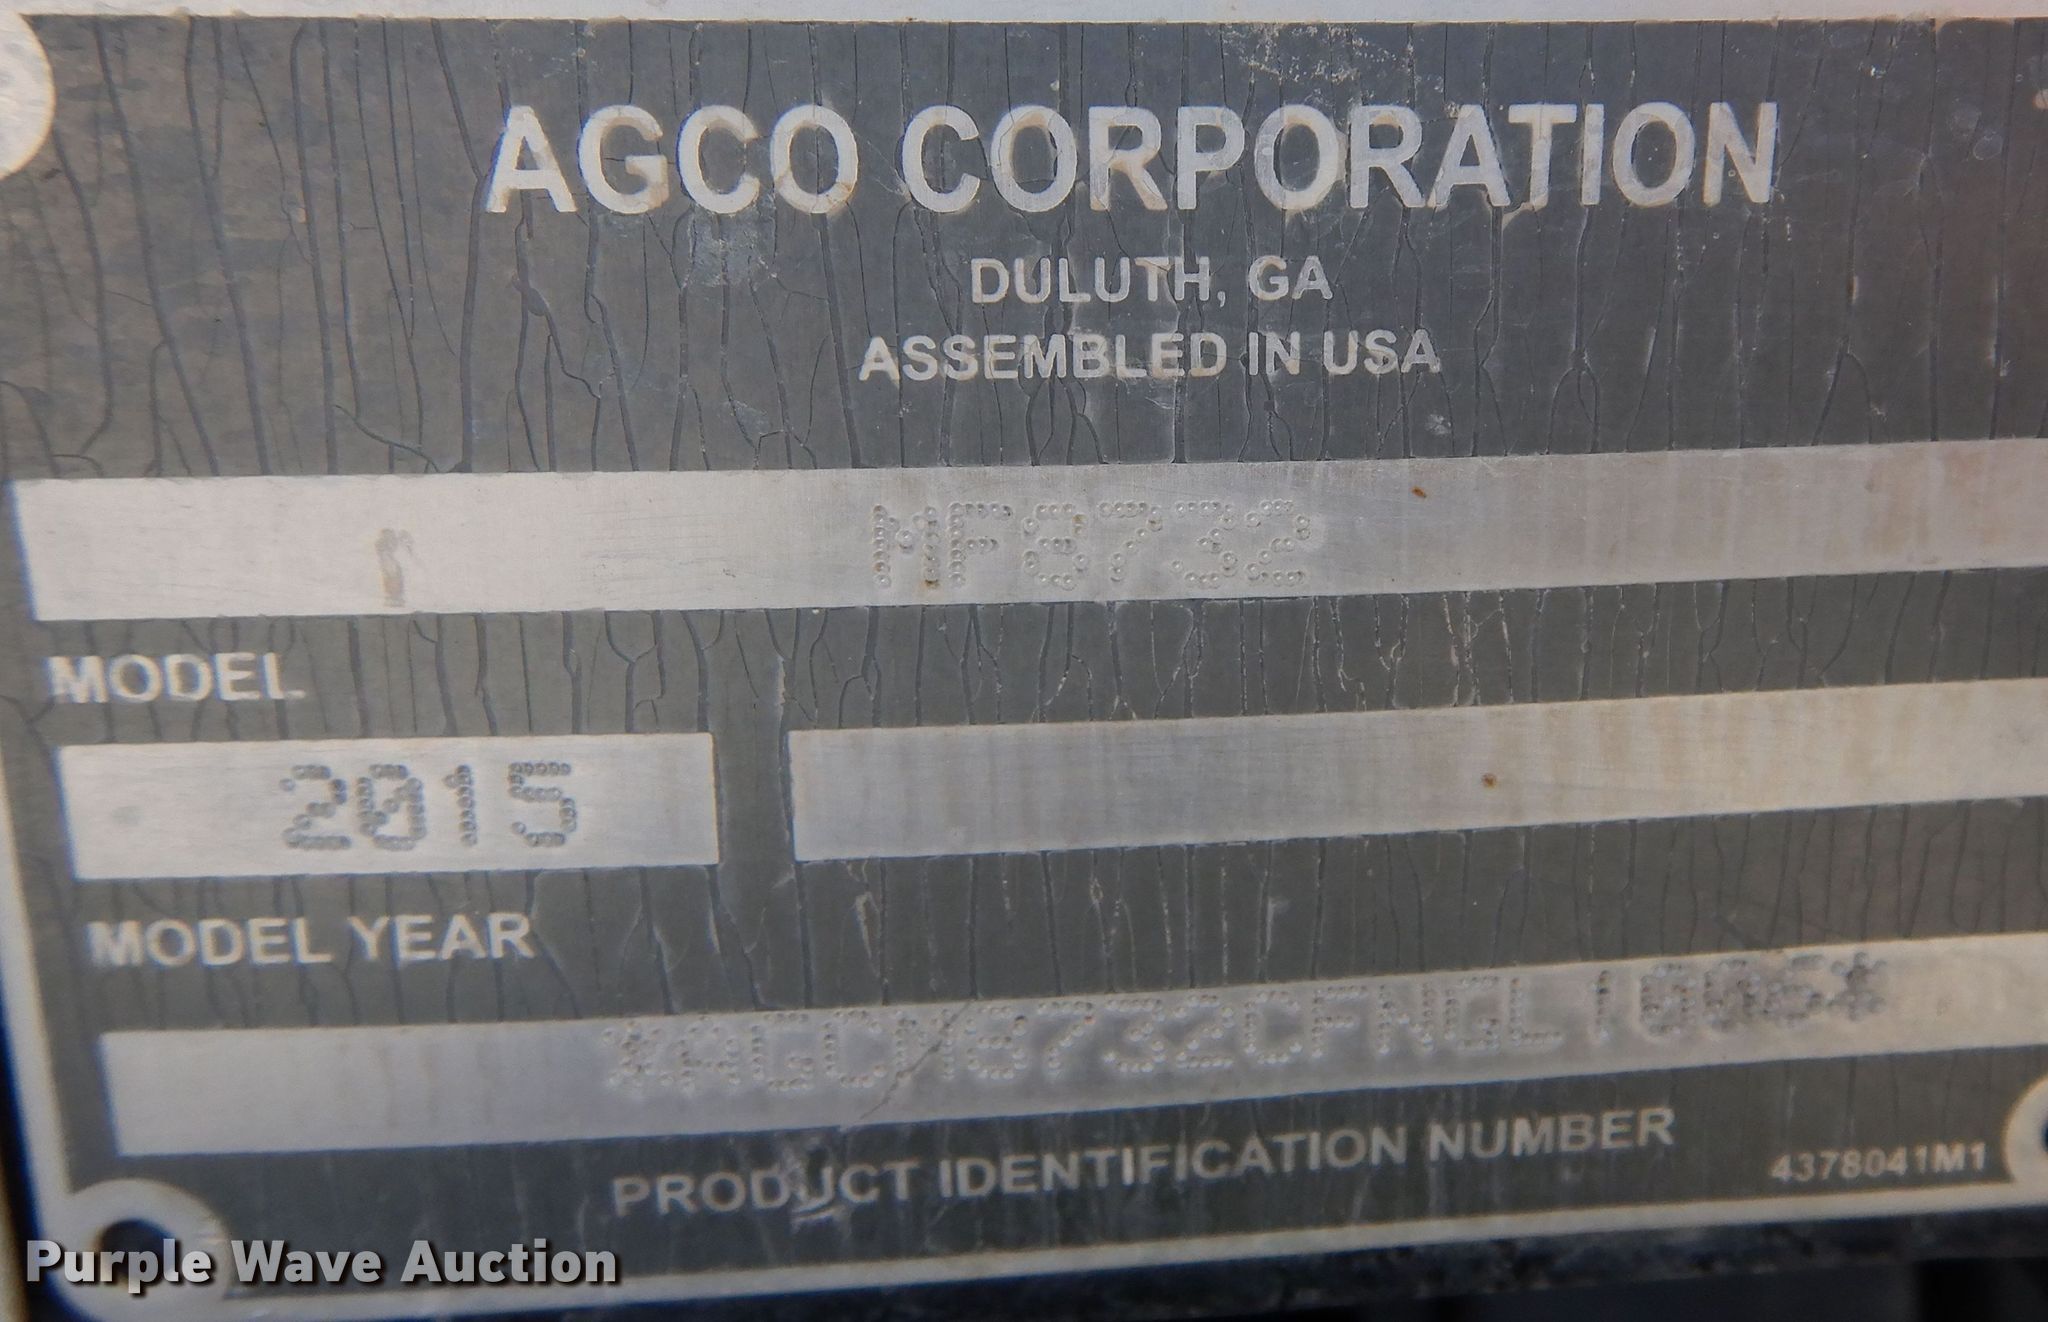 AGCO CORPORATION
DULUTH, GA
ASSEMBLED IN USA
MF8732
MODEL
2015
MODEL YEAR
PRODUCT IDENTIFICATION NUMBER
4378041M1
Purple Wave Auction